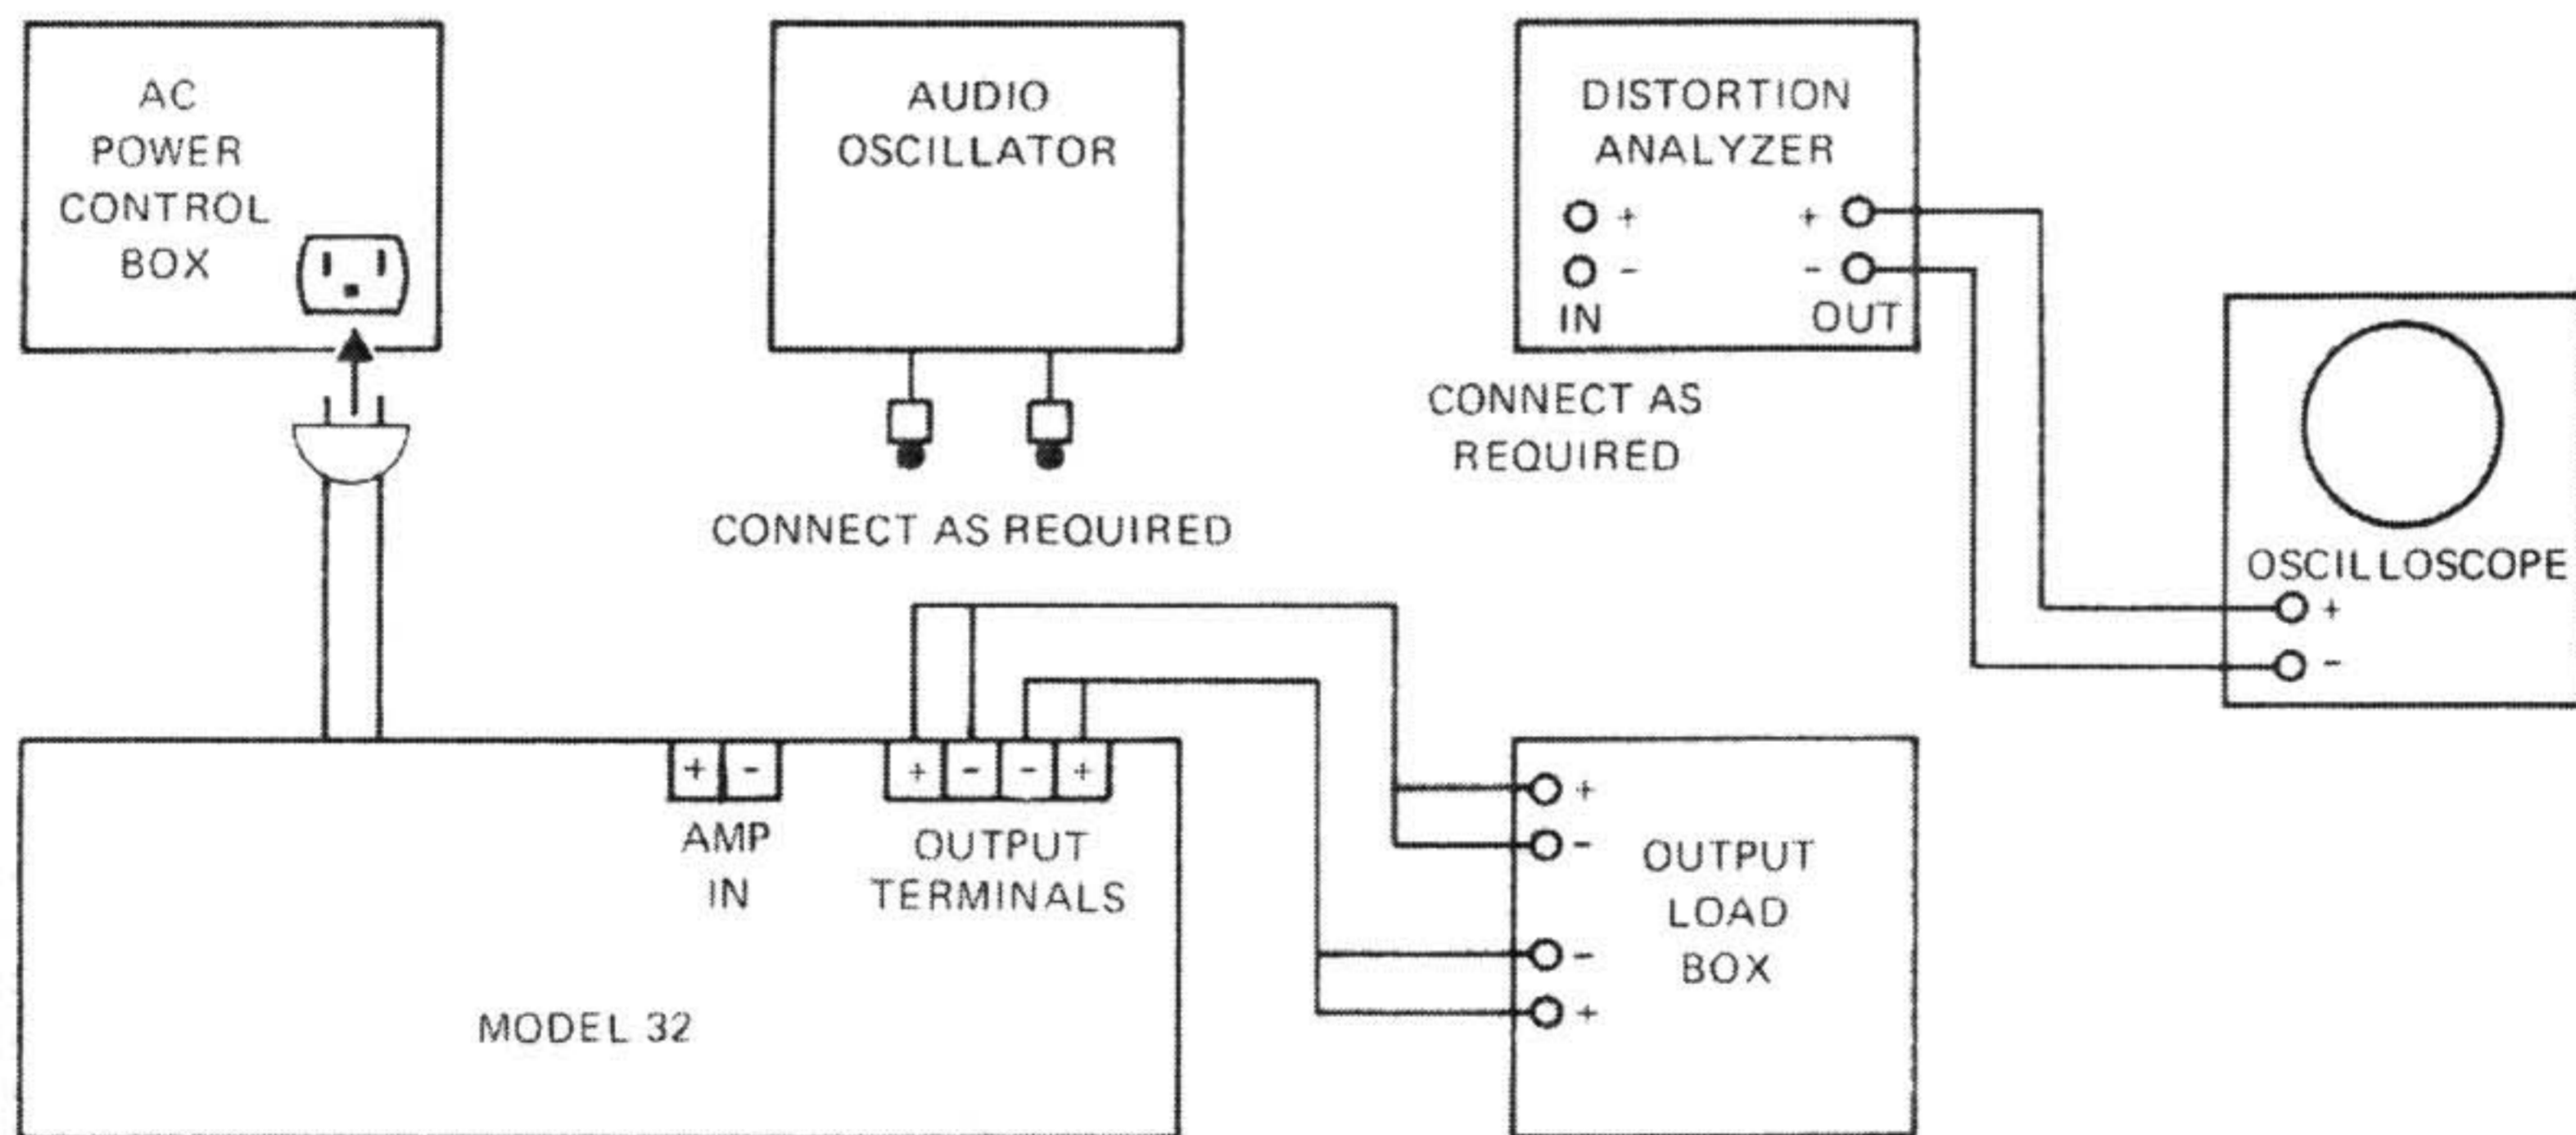 AC
POWER
CONTROL
BOX
AUDIO
OSCILLATOR
CONNECT AS REQUIRED
DISTORTION
ANALYZER
+ +
- -
IN OUT
CONNECT AS
REQUIRED
OSCILLOSCOPE
+
-
+ -
AMP
IN
+ - - +
OUTPUT
TERMINALS
MODEL 32
+
-
OUTPUT
LOAD
BOX
-
+